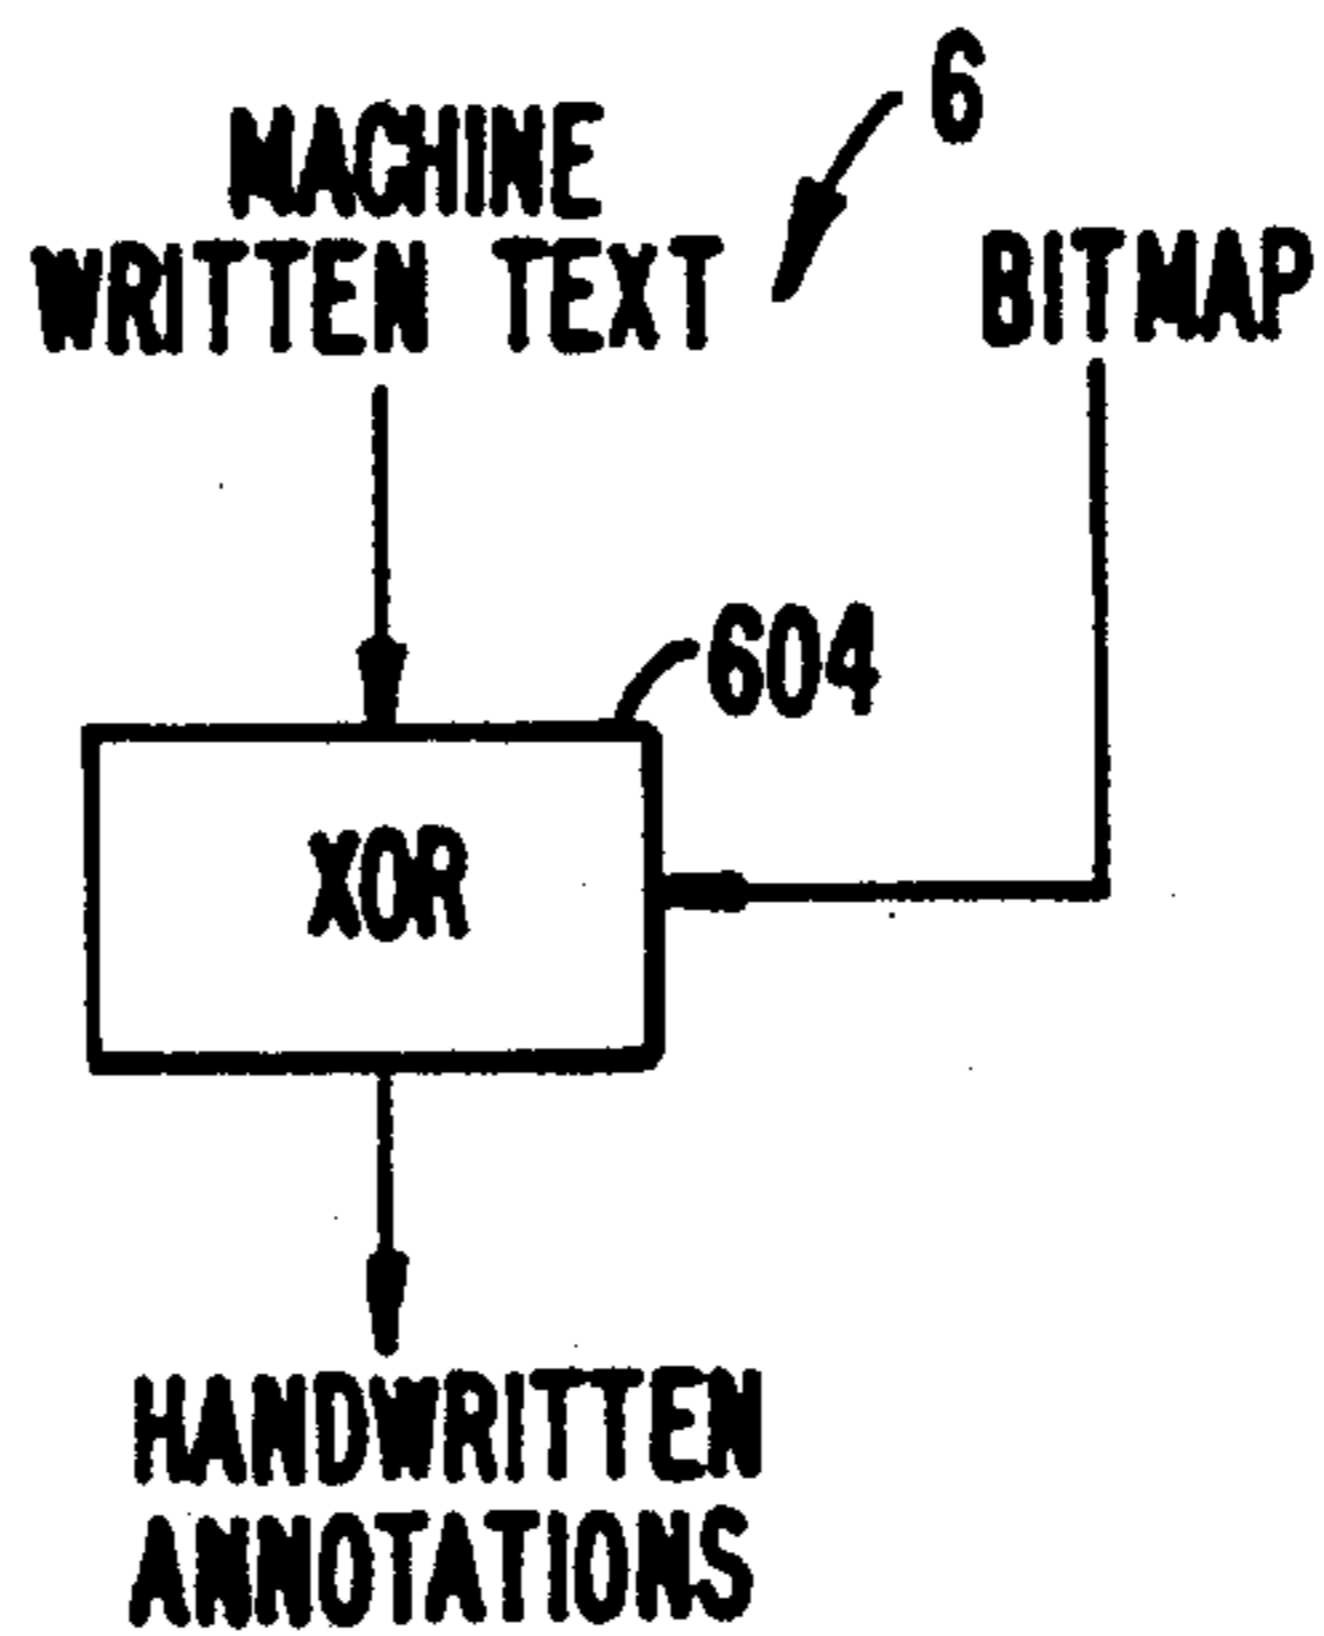 6
MACHINE
WRITTEN TEXT
BITMAP
604
XOR
HANDWRITTEN
ANNOTATIONS